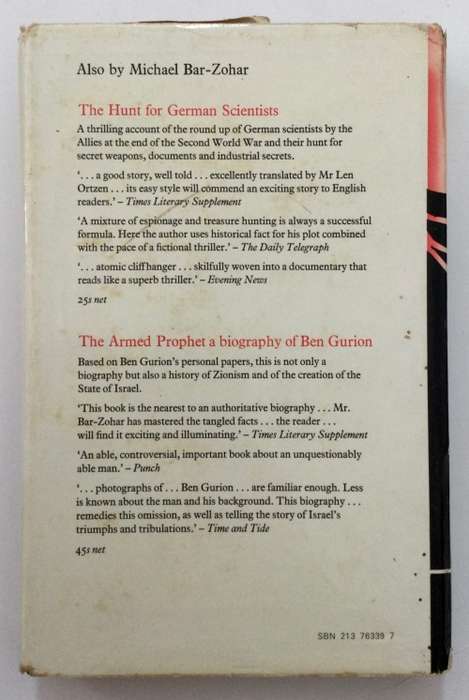 Also by Michael Bar-Zohar
The Hunt for German Scientists
A thrilling account of the round up of German scientists by the
Allies at the end of the Second World War and their hunt for
secret weapons, documents and industrial secrets.
‘. . . a good story, well told . . . excellently translated by Mr Len
Ortzen . . . its easy style will commend an exciting story to English
readers.’ – Times Literary Supplement
‘A mixture of espionage and treasure hunting is always a successful
formula. Here the author uses historical fact for his plot combined
with the pace of a fictional thriller.’ – The Daily Telegraph
‘. . . atomic cliffhanger . . . skilfully woven into a documentary that
reads like a superb thriller.’ – Evening News
25s net
The Armed Prophet a biography of Ben Gurion
Based on Ben Gurion’s personal papers, this is not only a
biography but also a history of Zionism and of the creation of the
State of Israel.
‘This book is the nearest to an authoritative biography . . . Mr.
Bar-Zohar has mastered the tangled facts . . . the reader . . .
will find it exciting and illuminating.’ – Times Literary Supplement
‘An able, controversial, important book about an unquestionably
able man.’ – Punch
‘. . . photographs of . . . Ben Gurion . . . are familiar enough. Less
is known about the man and his background. This biography . . .
remedies this omission, as well as telling the story of Israel’s
triumphs and tribulations.’ – Time and Tide
45s net
SBN 213 76339 7